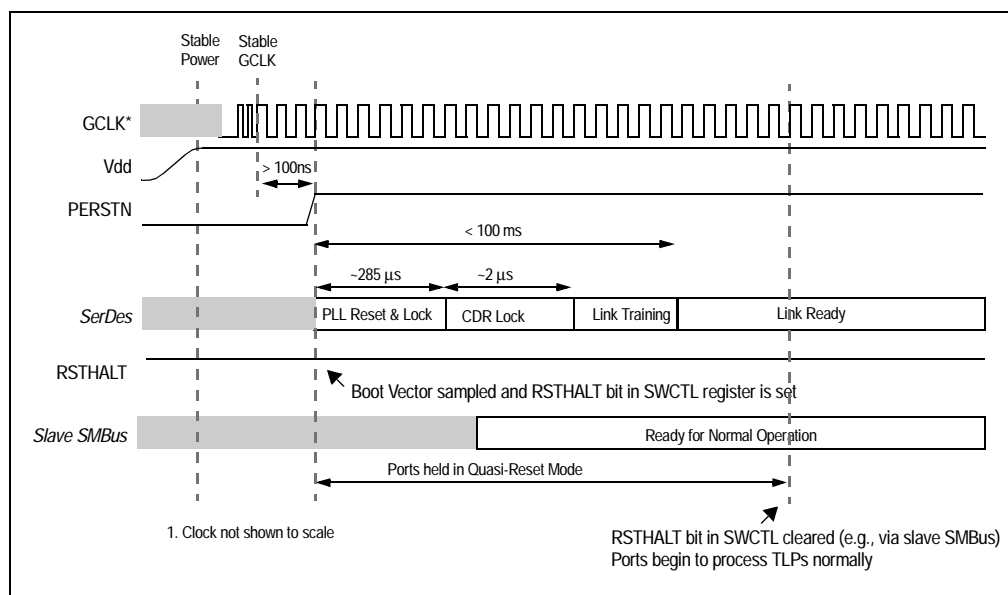 Stable Power
Stable GCLK
GCLK*
> 100ns
Vdd
PERSTN
< 100 ms
~285 μs
~2 μs
SerDes
PLL Reset & Lock
CDR Lock
Link Training
Link Ready
RSTHALT
Boot Vector sampled and RSTHALT bit in SWCTL register is set
Slave SMBus
Ready for Normal Operation
Ports held in Quasi-Reset Mode
1. Clock not shown to scale
RSTHALT bit in SWCTL cleared (e.g., via slave SMBus)
Ports begin to process TLPs normally